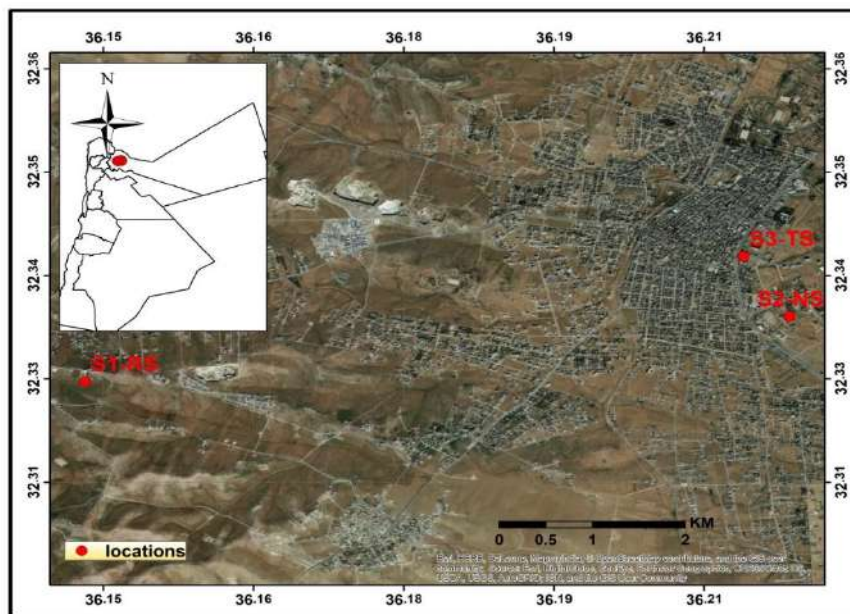 36.15 36.16 36.18 36.19 36.21
32.36 32.36
N
32.35 32.35
S3-TS
32.34 32.34
S2-NS
S1-RS
32.33 32.33
32.31 32.31
KM
0 0.5 1 2
locations
36.15 36.16 36.18 36.19 36.21